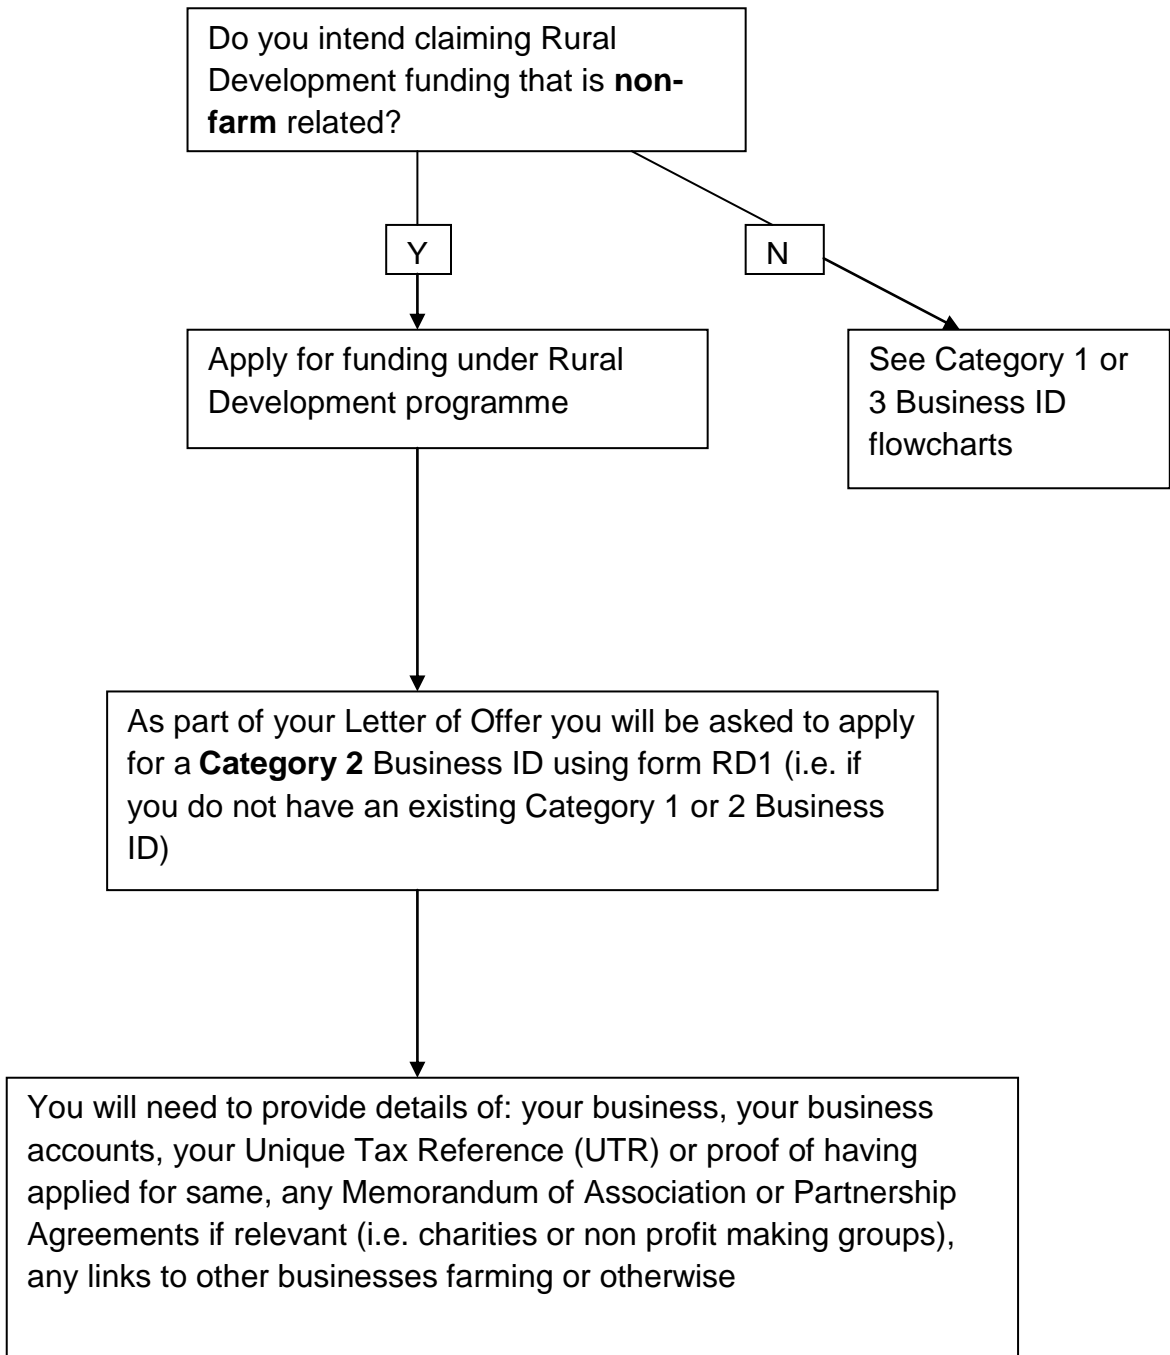 Do you intend claiming Rural
Development funding that is non-
farm related?
Y
N
Apply for funding under Rural
Development programme
See Category 1 or
3 Business ID
flowcharts
As part of your Letter of Offer you will be asked to apply
for a Category 2 Business ID using form RD1 (i.e. if
you do not have an existing Category 1 or 2 Business
ID)
You will need to provide details of: your business, your business
accounts, your Unique Tax Reference (UTR) or proof of having
applied for same, any Memorandum of Association or Partnership
Agreements if relevant (i.e. charities or non profit making groups),
any links to other businesses farming or otherwise